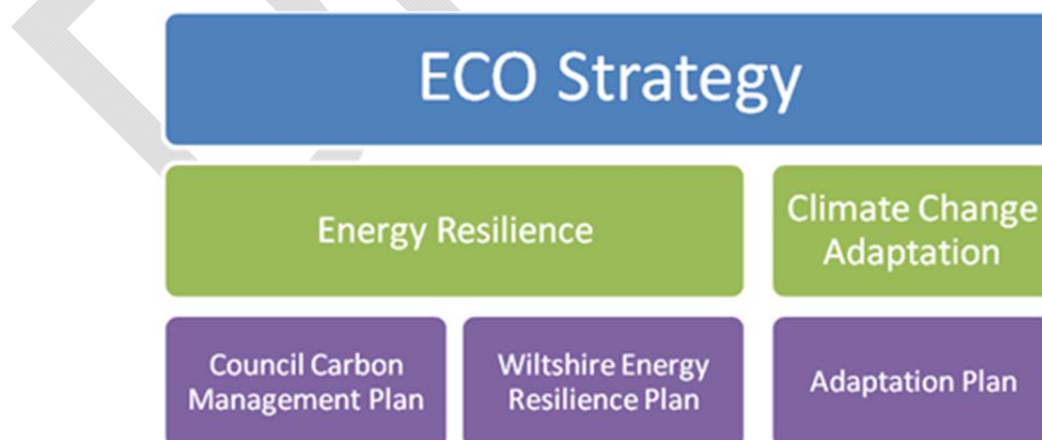 ECO Strategy
Energy Resilience
Climate Change
Adaptation
Council Carbon
Management Plan
Wiltshire Energy
Resilience Plan
Adaptation Plan